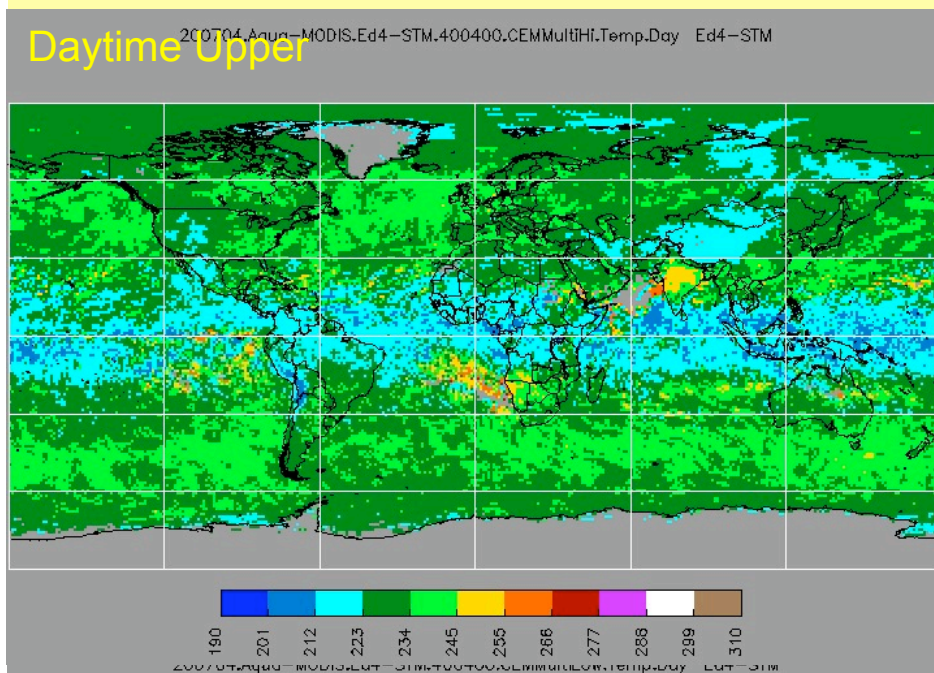 200704.Aqua-MODIS.Ed4-STM.400400.CEMMultiHi.Temp.Day Ed4-STM
Daytime Upper
190 201 212 223 234 245 255 266 277 288 299 310
200704.Aqua-MODIS.Ed4-STM.400400.CEMMultiLow.Temp.Day Ed4-STM